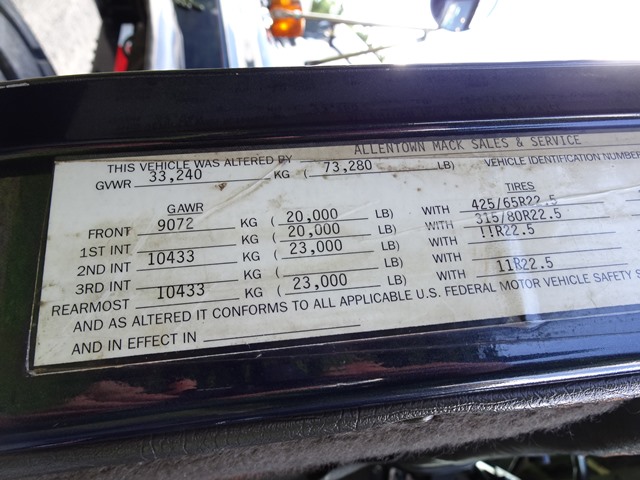 ALLENTOWN MACK SALES & SERVICE
THIS VEHICLE WAS ALTERED BY
GVWR 33,240 KG ( 73,280 LB) VEHICLE IDENTIFICATION NUMBER
GAWR TIRES
FRONT 9072 KG ( 20,000 LB) WITH 425/65R22.5
1ST INT KG ( 20,000 LB) WITH 315/80R22.5
2ND INT 10433 KG ( 23,000 LB) WITH 11R22.5
3RD INT KG ( LB) WITH
REARMOST 10433 KG ( 23,000 LB) WITH 11R22.5
AND AS ALTERED IT CONFORMS TO ALL APPLICABLE U.S. FEDERAL MOTOR VEHICLE SAFETY S
AND IN EFFECT IN